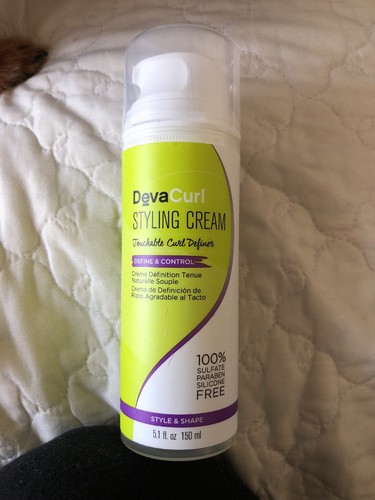 DevaCurl
STYLING CREAM
Touchable Curl Definer
DEFINE & CONTROL
Crème Définition Tenue
Naturelle Souple
Crema de Definición de
Rizos Agradable al Tacto
100%
SULFATE
PARABEN
SILICONE
FREE
STYLE & SHAPE
5.1 fl. oz 150 ml